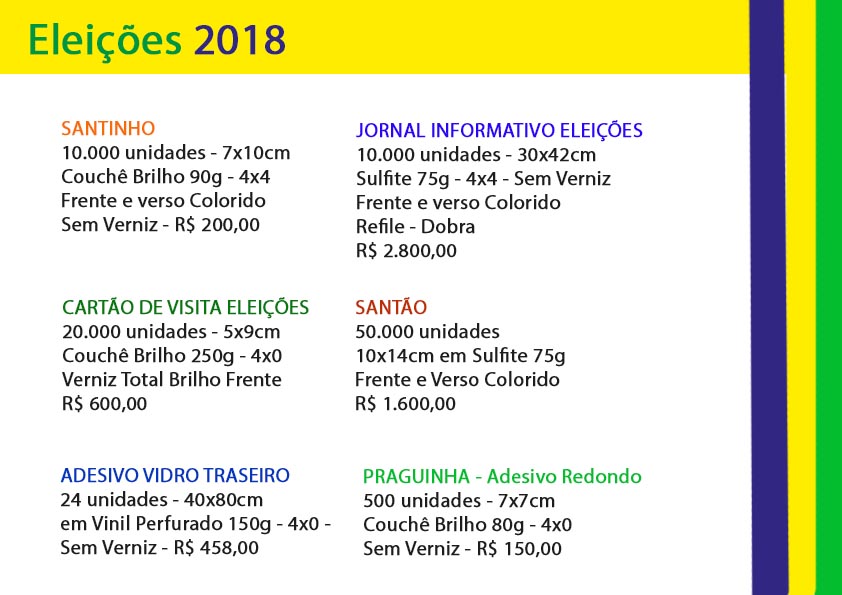 Eleições 2018
SANTINHO
10.000 unidades - 7x10cm
Couchê Brilho 90g - 4x4
Frente e verso Colorido
Sem Verniz - R$ 200,00
JORNAL INFORMATIVO ELEIÇÕES
10.000 unidades - 30x42cm
Sulfite 75g - 4x4 - Sem Verniz
Frente e verso Colorido
Refile - Dobra
R$ 2.800,00
CARTÃO DE VISITA ELEIÇÕES
20.000 unidades - 5x9cm
Couchê Brilho 250g - 4x0
Verniz Total Brilho Frente
R$ 600,00
SANTÃO
50.000 unidades
10x14cm em Sulfite 75g
Frente e Verso Colorido
R$ 1.600,00
ADESIVO VIDRO TRASEIRO
24 unidades - 40x80cm
em Vinil Perfurado 150g - 4x0 -
Sem Verniz - R$ 458,00
PRAGUINHA - Adesivo Redondo
500 unidades - 7x7cm
Couchê Brilho 80g - 4x0
Sem Verniz - R$ 150,00